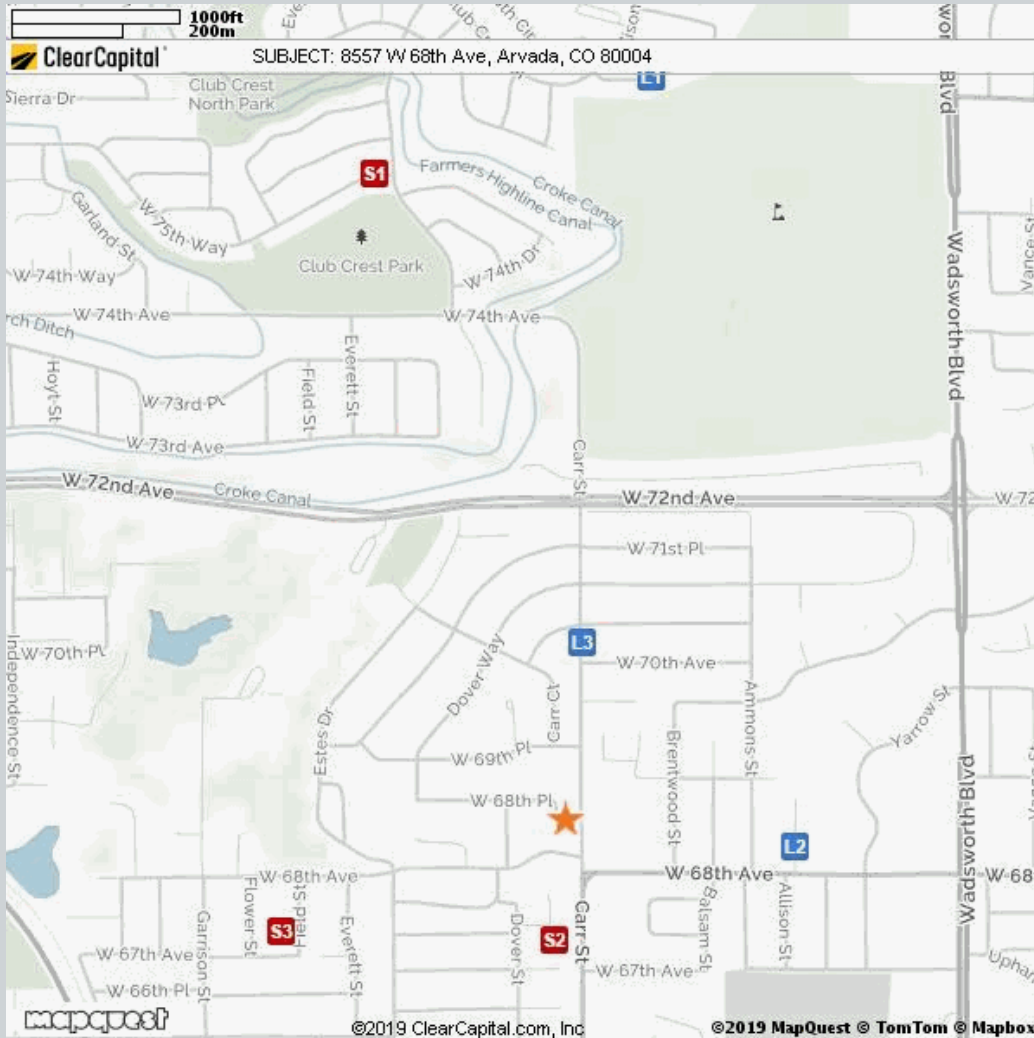 1000ft
200m
ClearCapital
SUBJECT: 8557 W 68th Ave, Arvada, CO 80004
L1
Blvd
Sierra Dr
Club Crest
North Park
S1
Farmers Highline Canal
Croke Canal
Garland St
W 75th Way
Club Crest Park
W 74th Dr
W 74th Way
W 74th Ave
W 74th Ave
Wadsworth Blvd
Everett St
Field St
Hoyt St
W 73rd Pl
W 73rd Ave
Carr St
W 72nd Ave
Croke Canal
W 72nd Ave
W 72
W 71st Pl
L3
W 70th Pl
W 70th Ave
Independence St
Dover Way
Carr Ct
Ammons St
Estes Dr
Brentwood St
Yarrow St
W 69th Pl
W 68th Pl
Wadsworth Blvd
L2
W 68th Ave
W 68th Ave
W 68
Flower St
Field St
Garrison St
Everett St
S3
Dover St
S2
Carr St
Balsam St
Allison St
W 67th Ave
W 67th Ave
W 66th Pl
mapquest
©2019 ClearCapital.com, Inc
©2019 MapQuest © TomTom © Mapbox